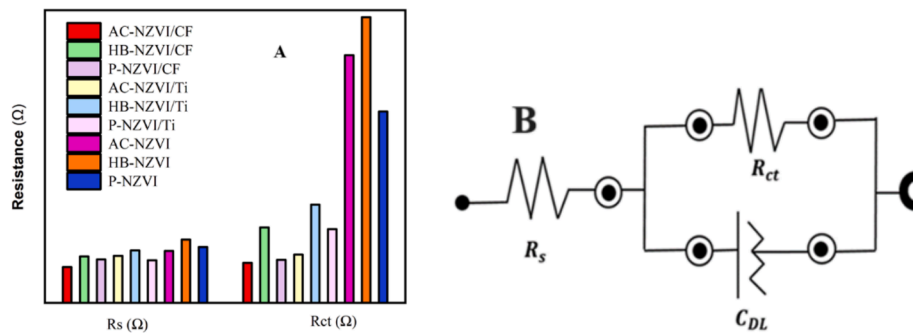 AC-NZVI/CF
HB-NZVI/CF
P-NZVI/CF
AC-NZVI/Ti
HB-NZVI/Ti
P-NZVI/Ti
AC-NZVI
HB-NZVI
P-NZVI
A
Resistance (Ω)
Rs (Ω)
Rct (Ω)
B
Rs
Rct
CDL